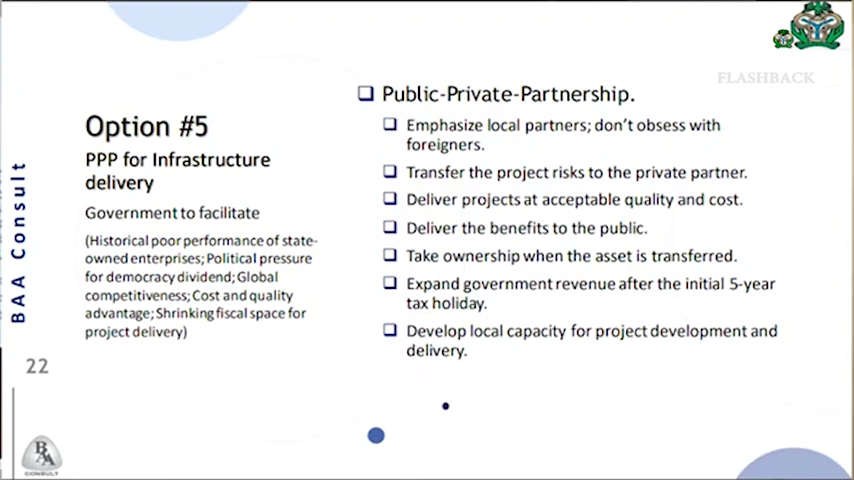 FLASHBACK
BAA Consult
Option #5
PPP for Infrastructure
delivery
Government to facilitate
(Historical poor performance of state-
owned enterprises; Political pressure
for democracy dividend; Global
competitiveness; Cost and quality
advantage; Shrinking fiscal space for
project delivery)
22
BAA
CONSULT
Public-Private-Partnership.
Emphasize local partners; don't obsess with
foreigners.
Transfer the project risks to the private partner.
Deliver projects at acceptable quality and cost.
Deliver the benefits to the public.
Take ownership when the asset is transferred.
Expand government revenue after the initial 5-year
tax holiday.
Develop local capacity for project development and
delivery.